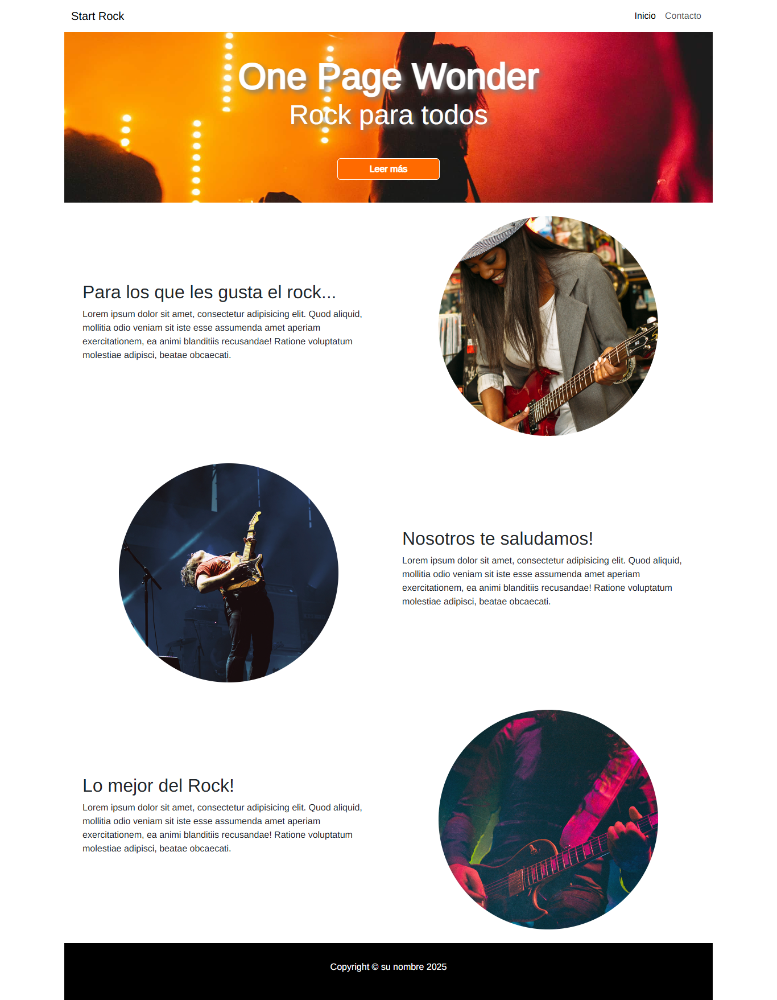 Start Rock
Inicio
Contacto
One Page Wonder
Rock para todos
Leer más
Para los que les gusta el rock...
Lorem ipsum dolor sit amet, consectetur adipisicing elit. Quod aliquid,
mollitia odio veniam sit iste esse assumenda amet aperiam
exercitationem, ea animi blanditiis recusandae! Ratione voluptatum
molestiae adipisci, beatae obcaecati.
Nosotros te saludamos!
Lorem ipsum dolor sit amet, consectetur adipisicing elit. Quod aliquid,
mollitia odio veniam sit iste esse assumenda amet aperiam
exercitationem, ea animi blanditiis recusandae! Ratione voluptatum
molestiae adipisci, beatae obcaecati.
Lo mejor del Rock!
Lorem ipsum dolor sit amet, consectetur adipisicing elit. Quod aliquid,
mollitia odio veniam sit iste esse assumenda amet aperiam
exercitationem, ea animi blanditiis recusandae! Ratione voluptatum
molestiae adipisci, beatae obcaecati.
Copyright © su nombre 2025